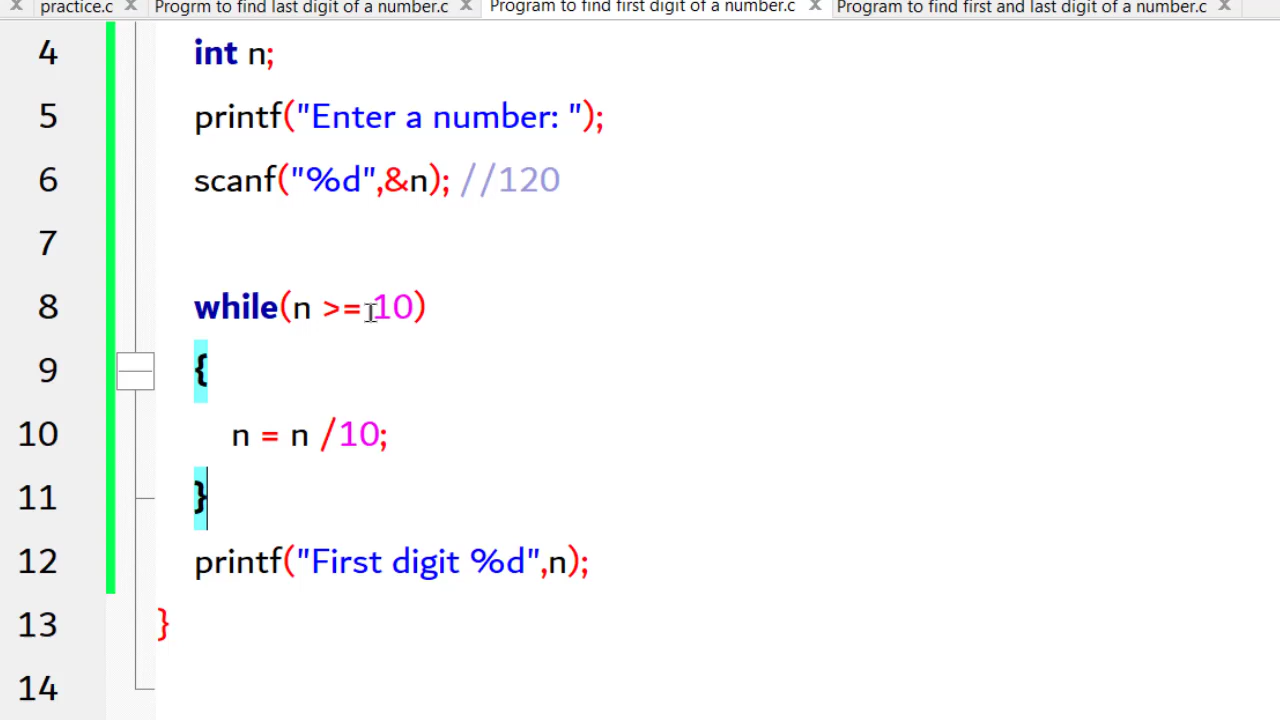 practice.c Progrm to find last digit of a number.c Program to find first digit of a number.c Program to find first and last digit of a number.c
4 int n;
5 printf("Enter a number: ");
6 scanf("%d",&n); //120
7
8 while(n >= 10)
9 {
10 n = n /10;
11 }
12 printf("First digit %d",n);
13 }
14